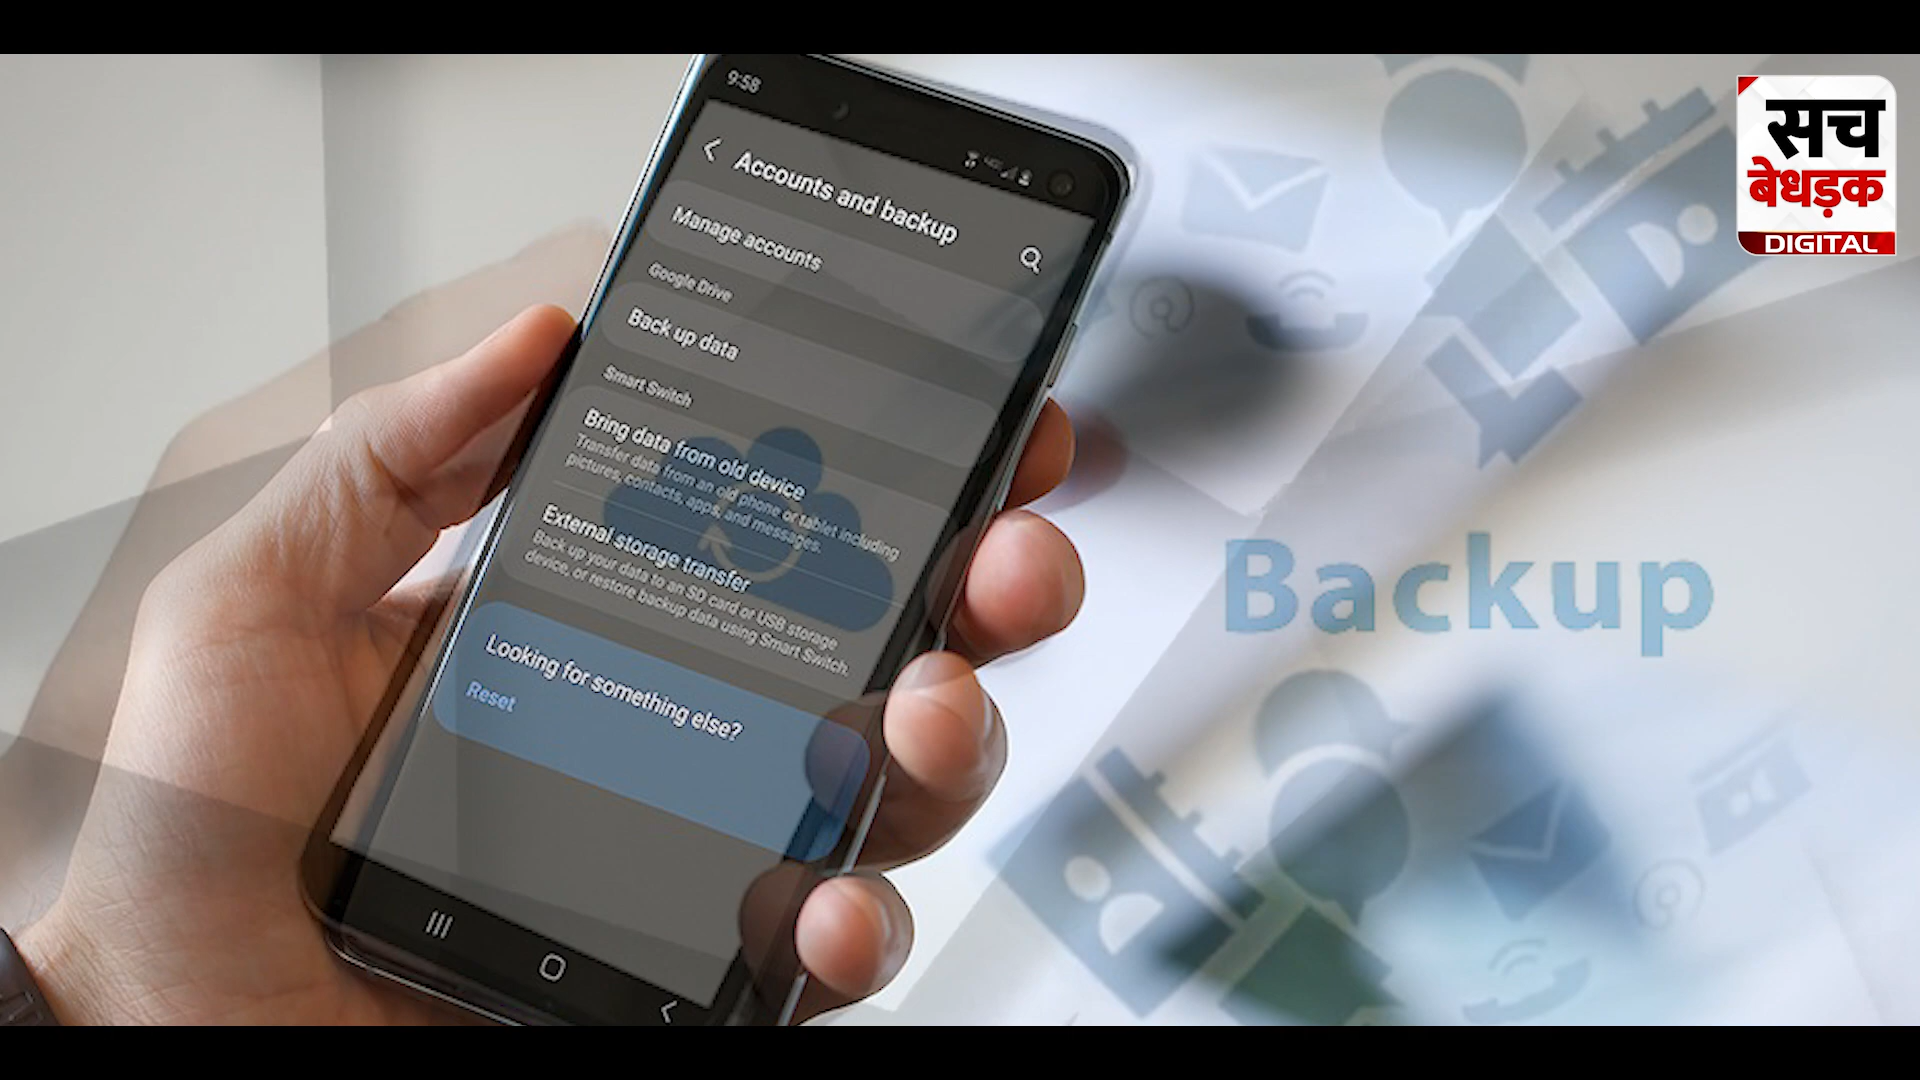 9:58
Accounts and backup
Manage accounts
Google Drive
Back up data
Smart Switch
Bring data from old device
Transfer data from an old phone or tablet including
pictures, contacts, apps, and messages.
External storage transfer
Back up your data to an SD card or USB storage
device, or restore backup data using Smart Switch.
Looking for something else?
Reset
Backup
सच
बेधड़क
DIGITAL